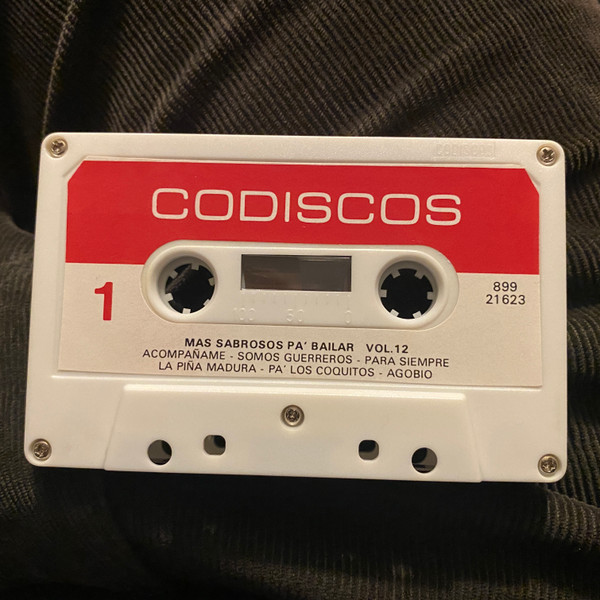 CODISCOS
1
899
21623
100 50 0
MAS SABROSOS PA' BAILAR VOL.12
ACOMPAÑAME - SOMOS GUERREROS - PARA SIEMPRE
LA PIÑA MADURA - PA' LOS COQUITOS - AGOBIO